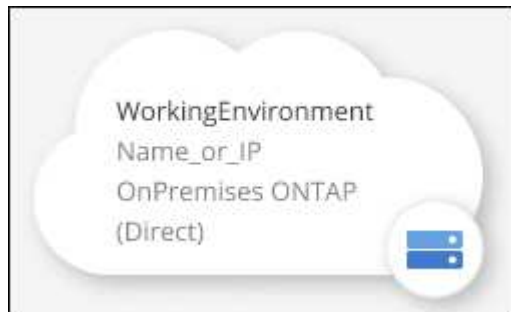 WorkingEnvironment
Name_or_IP
OnPremises ONTAP
(Direct)